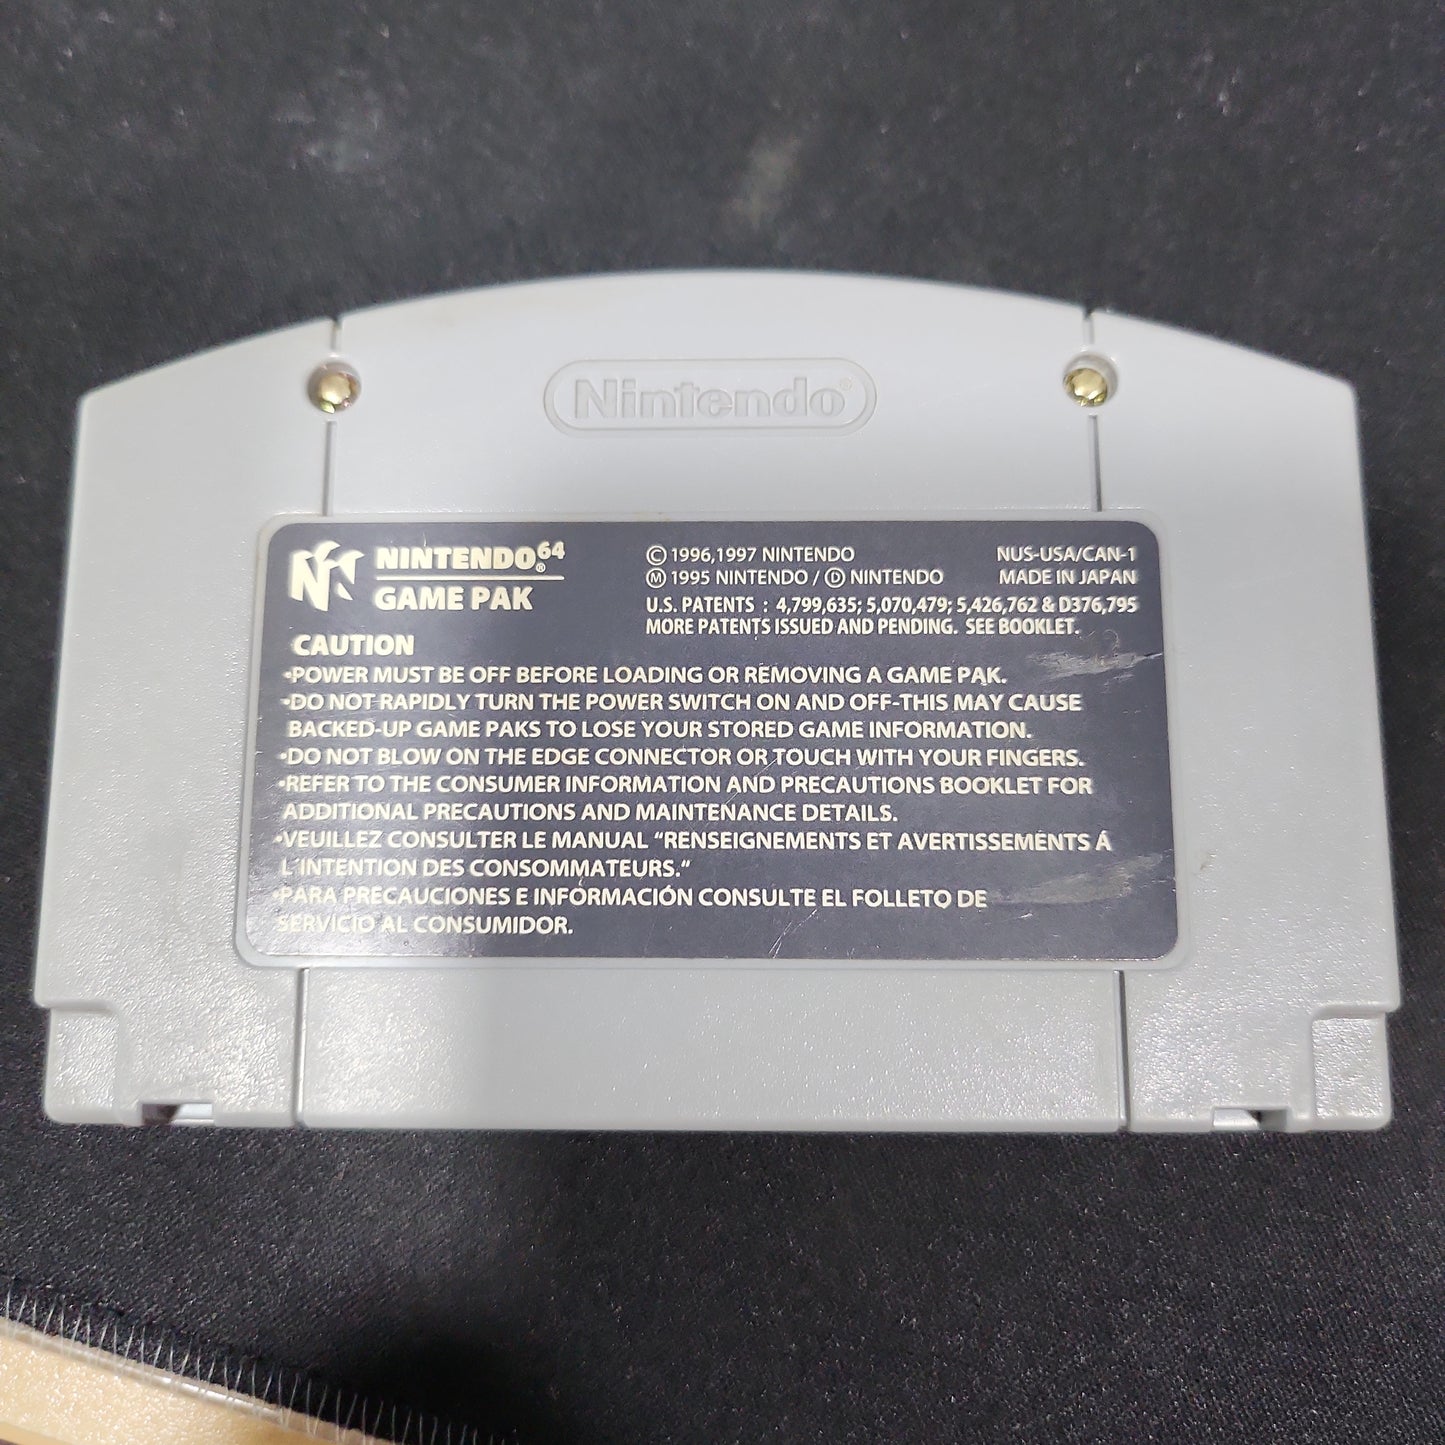 Nintendo®
NINTENDO⁶⁴®
GAME PAK
© 1996,1997 NINTENDO
Ⓜ 1995 NINTENDO / Ⓓ NINTENDO
NUS-USA/CAN-1
MADE IN JAPAN
U.S. PATENTS : 4,799,635; 5,070,479; 5,426,762 & D376,795
MORE PATENTS ISSUED AND PENDING. SEE BOOKLET.
CAUTION
•POWER MUST BE OFF BEFORE LOADING OR REMOVING A GAME PAK.
•DO NOT RAPIDLY TURN THE POWER SWITCH ON AND OFF-THIS MAY CAUSE
BACKED-UP GAME PAKS TO LOSE YOUR STORED GAME INFORMATION.
•DO NOT BLOW ON THE EDGE CONNECTOR OR TOUCH WITH YOUR FINGERS.
•REFER TO THE CONSUMER INFORMATION AND PRECAUTIONS BOOKLET FOR
ADDITIONAL PRECAUTIONS AND MAINTENANCE DETAILS.
•VEUILLEZ CONSULTER LE MANUAL “RENSEIGNEMENTS ET AVERTISSEMENTS Á
L´INTENTION DES CONSOMMATEURS.“
•PARA PRECAUCIONES E INFORMACIÓN CONSULTE EL FOLLETO DE
SERVICIO AL CONSUMIDOR.